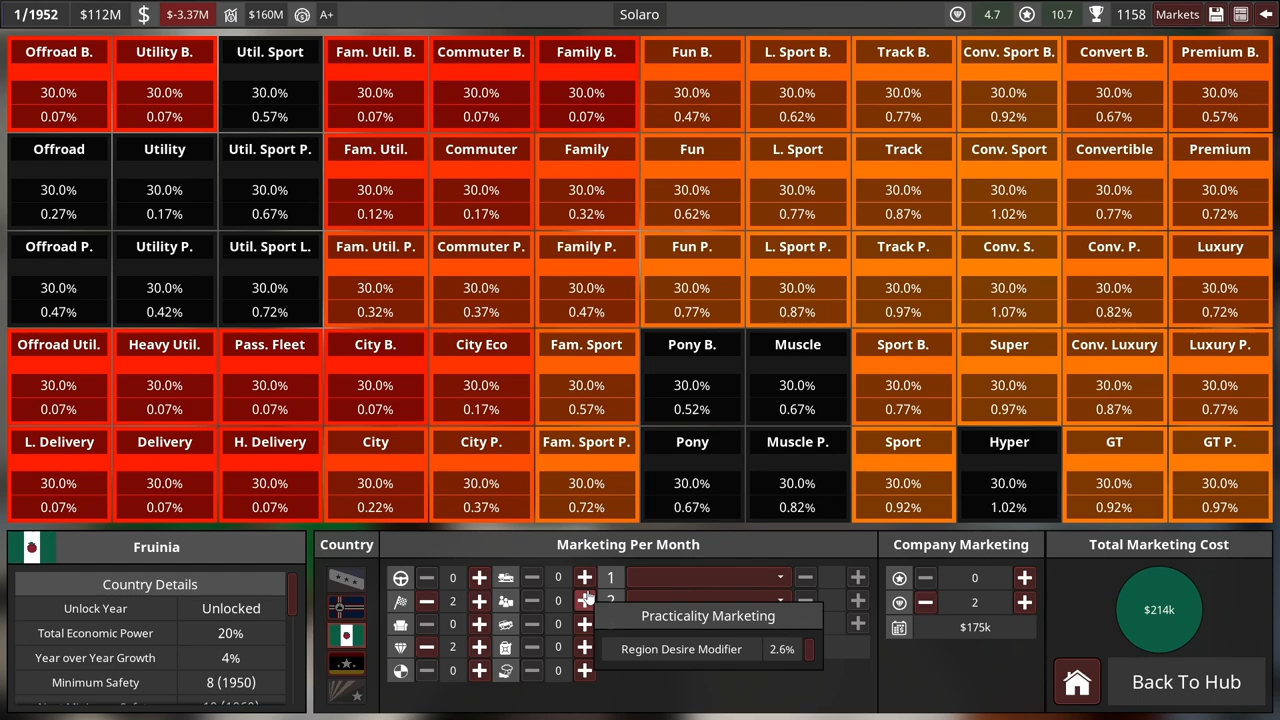 1/1952 $112M $-3.37M $160M A+ Solaro 4.7 10.7 1158 Markets
Offroad B. Utility B. Util. Sport Fam. Util. B. Commuter B. Family B. Fun B. L. Sport B. Track B. Conv. Sport B. Convert B. Premium B.
30.0% 30.0% 30.0% 30.0% 30.0% 30.0% 30.0% 30.0% 30.0% 30.0% 30.0% 30.0%
0.07% 0.07% 0.57% 0.07% 0.07% 0.07% 0.47% 0.62% 0.77% 0.92% 0.67% 0.57%
Offroad Utility Util. Sport P. Fam. Util. Commuter Family Fun L. Sport Track Conv. Sport Convertible Premium
30.0% 30.0% 30.0% 30.0% 30.0% 30.0% 30.0% 30.0% 30.0% 30.0% 30.0% 30.0%
0.27% 0.17% 0.67% 0.12% 0.17% 0.32% 0.62% 0.77% 0.87% 1.02% 0.77% 0.72%
Offroad P. Utility P. Util. Sport L. Fam. Util. P. Commuter P. Family P. Fun P. L. Sport P. Track P. Conv. S. Conv. P. Luxury
30.0% 30.0% 30.0% 30.0% 30.0% 30.0% 30.0% 30.0% 30.0% 30.0% 30.0% 30.0%
0.47% 0.42% 0.72% 0.32% 0.37% 0.47% 0.77% 0.87% 0.97% 1.07% 0.82% 0.72%
Offroad Util. Heavy Util. Pass. Fleet City B. City Eco Fam. Sport Pony B. Muscle Sport B. Super Conv. Luxury Luxury P.
30.0% 30.0% 30.0% 30.0% 30.0% 30.0% 30.0% 30.0% 30.0% 30.0% 30.0% 30.0%
0.07% 0.07% 0.07% 0.07% 0.17% 0.57% 0.52% 0.67% 0.77% 0.97% 0.87% 0.77%
L. Delivery Delivery H. Delivery City City P. Fam. Sport P. Pony Muscle P. Sport Hyper GT GT P.
30.0% 30.0% 30.0% 30.0% 30.0% 30.0% 30.0% 30.0% 30.0% 30.0% 30.0% 30.0%
0.07% 0.07% 0.07% 0.22% 0.37% 0.72% 0.67% 0.82% 0.92% 1.02% 0.92% 0.97%
Fruinia
Country Details
Unlock Year Unlocked
Total Economic Power 20%
Year over Year Growth 4%
Minimum Safety 8 (1950)
Country
Marketing Per Month
0 0 1
2 0
0 0
2 0
0 0
Practicality Marketing
Region Desire Modifier 2.6%
Company Marketing
0
2
$175k
Total Marketing Cost
$214k
Back To Hub